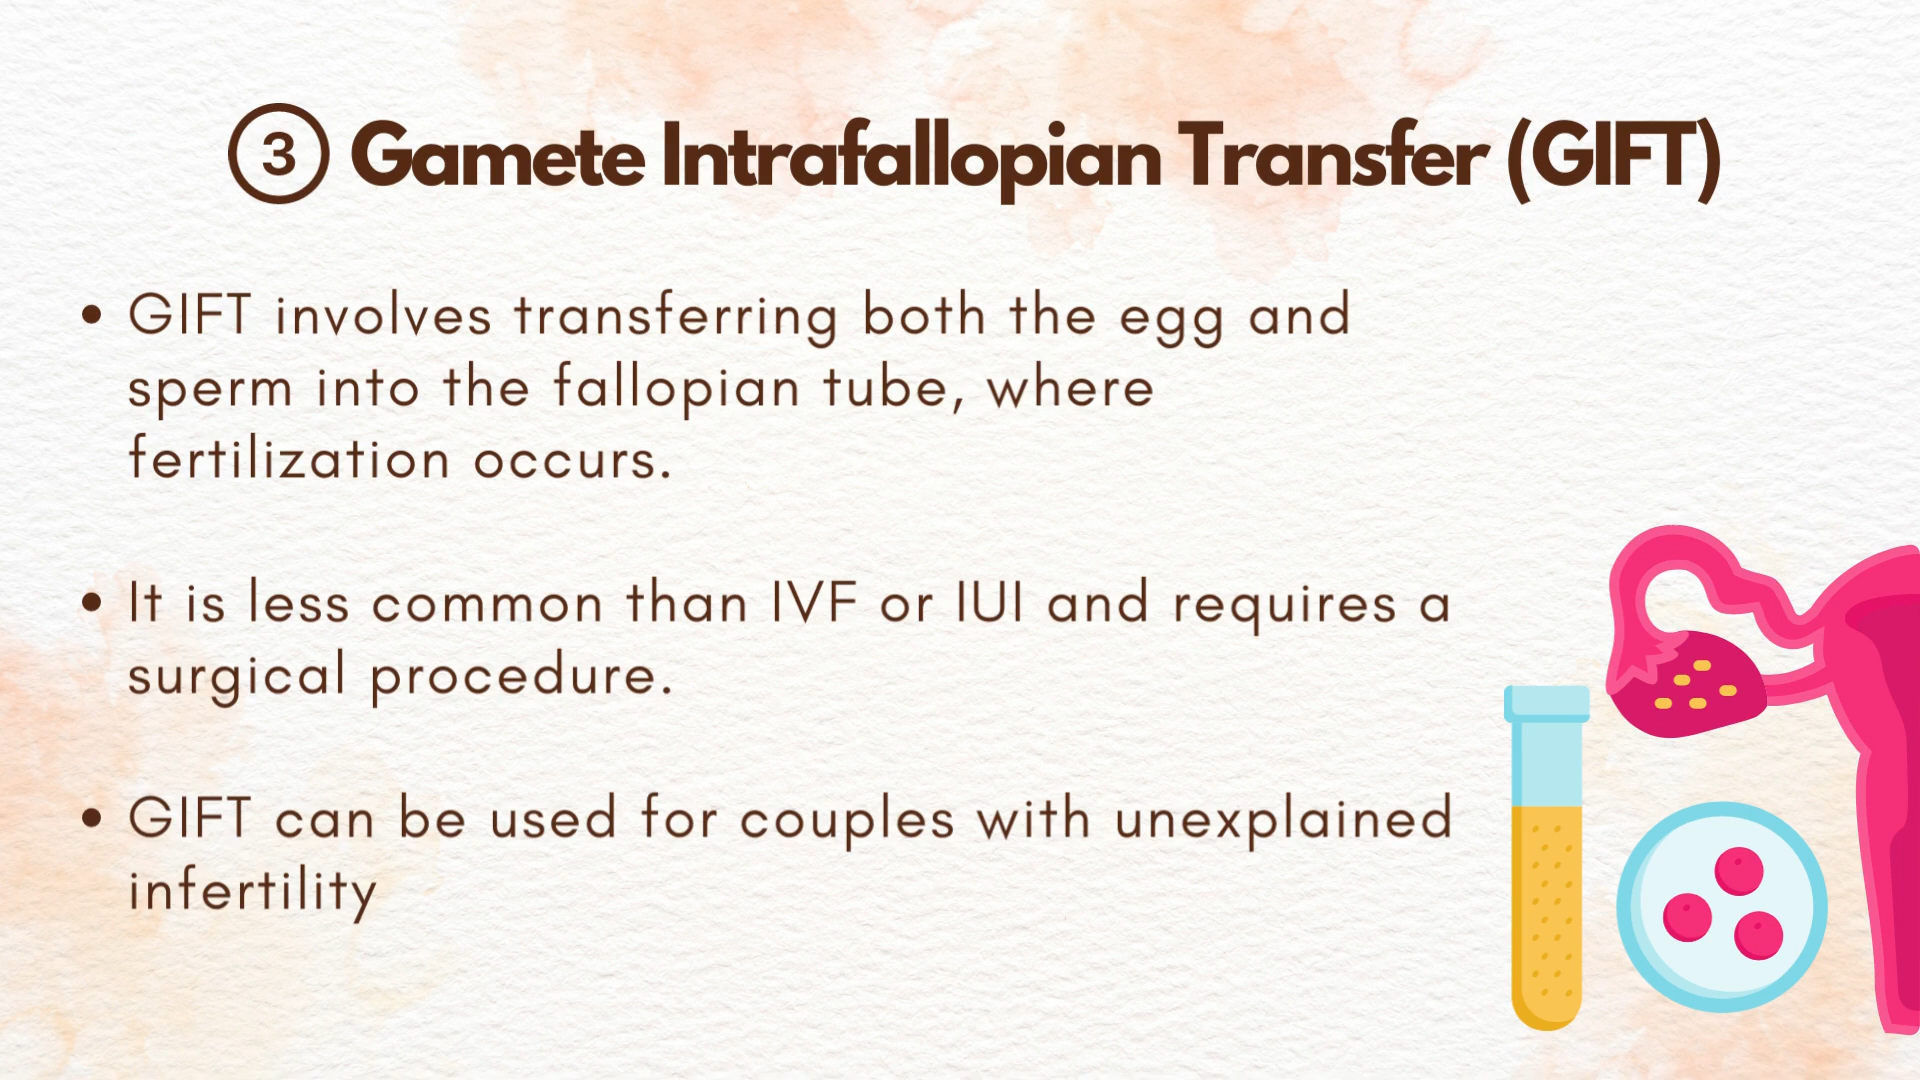 3 Gamete Intrafallopian Transfer (GIFT)
• GIFT involves transferring both the egg and
sperm into the fallopian tube, where
fertilization occurs.
• It is less common than IVF or IUI and requires a
surgical procedure.
• GIFT can be used for couples with unexplained
infertility